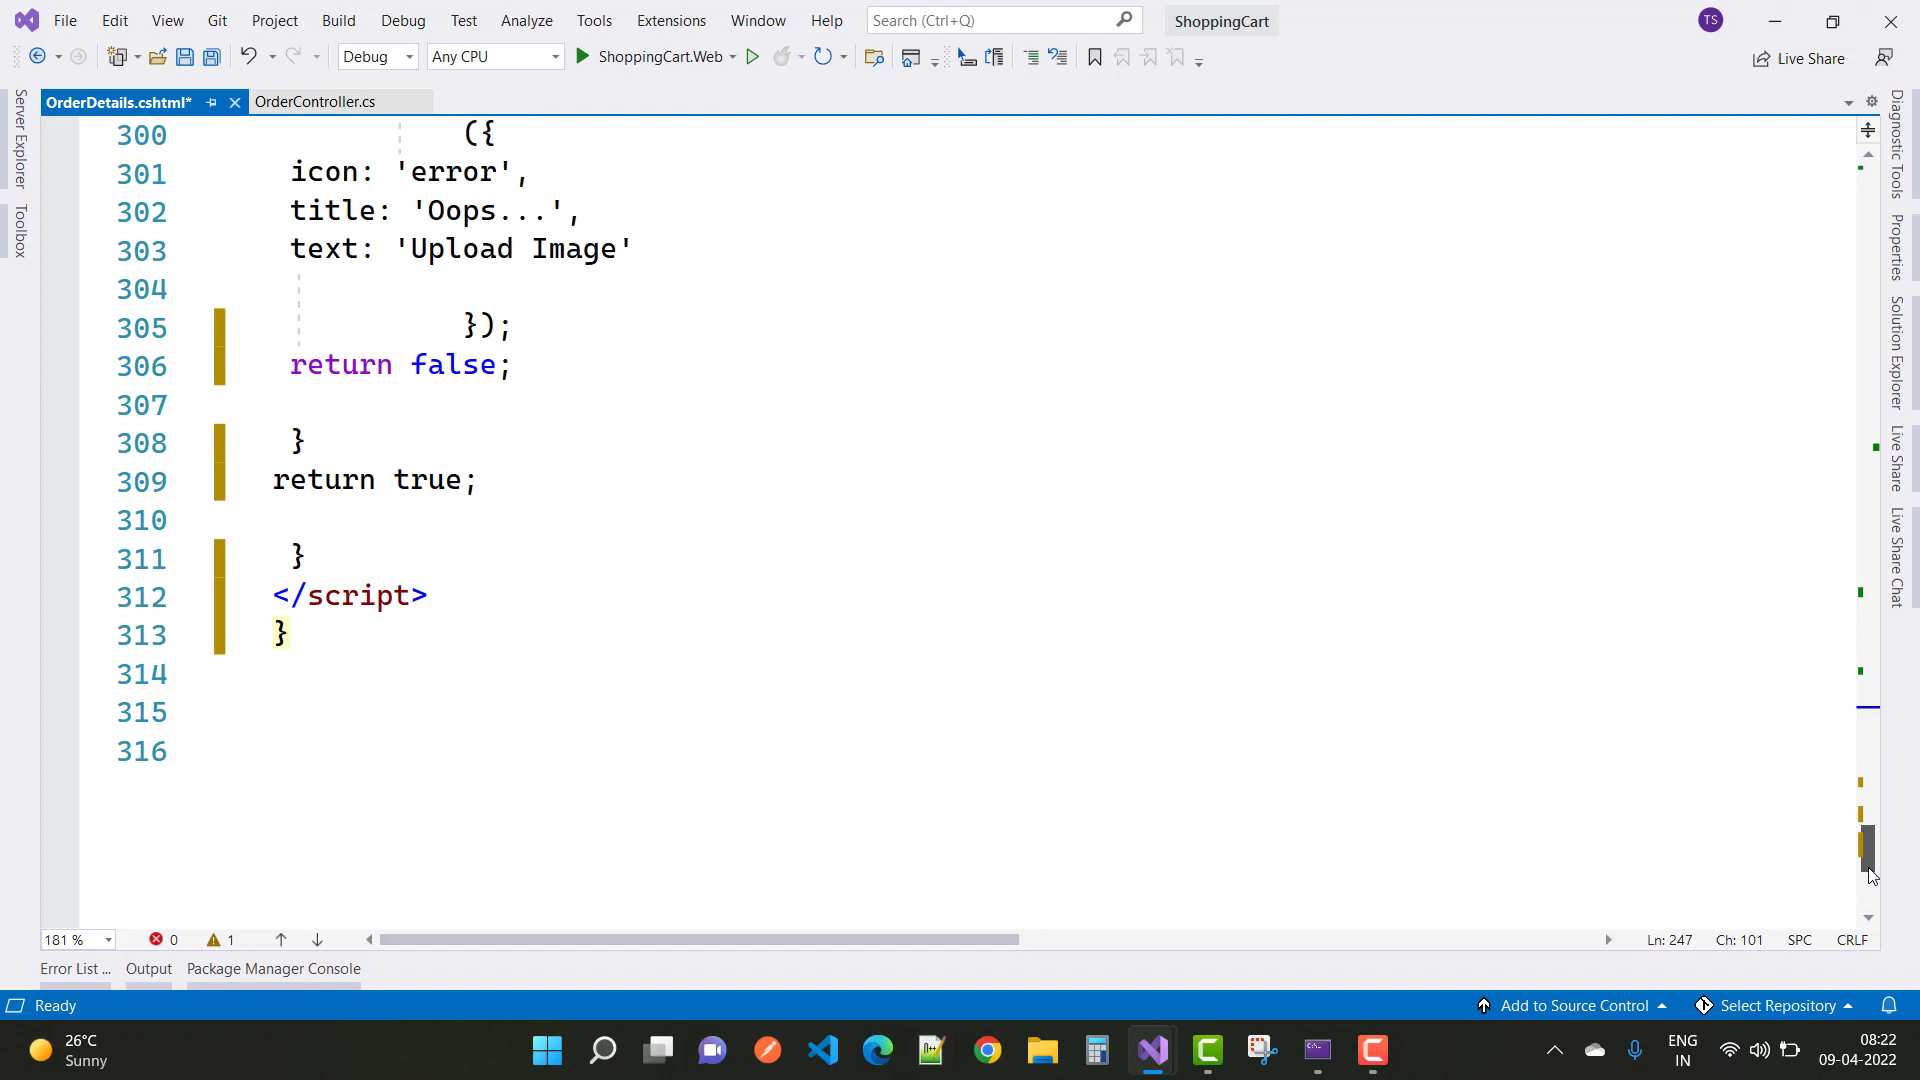 File Edit View Git Project Build Debug Test Analyze Tools Extensions Window Help Search (Ctrl+Q) ShoppingCart TS
Debug Any CPU ShoppingCart.Web Live Share
OrderDetails.cshtml* OrderController.cs
Server Explorer
Toolbox
300 ({
301 icon: 'error',
302 title: 'Oops...',
303 text: 'Upload Image'
304
305 });
306 return false;
307
308 }
309 return true;
310
311 }
312 </script>
313 }
314
315
316
Diagnostic Tools
Properties
Solution Explorer
Live Share
Live Share Chat
181 % 0 1 Ln: 247 Ch: 101 SPC CRLF
Error List ... Output Package Manager Console
Ready Add to Source Control Select Repository
26°C
Sunny
ENG
IN
08:22
09-04-2022